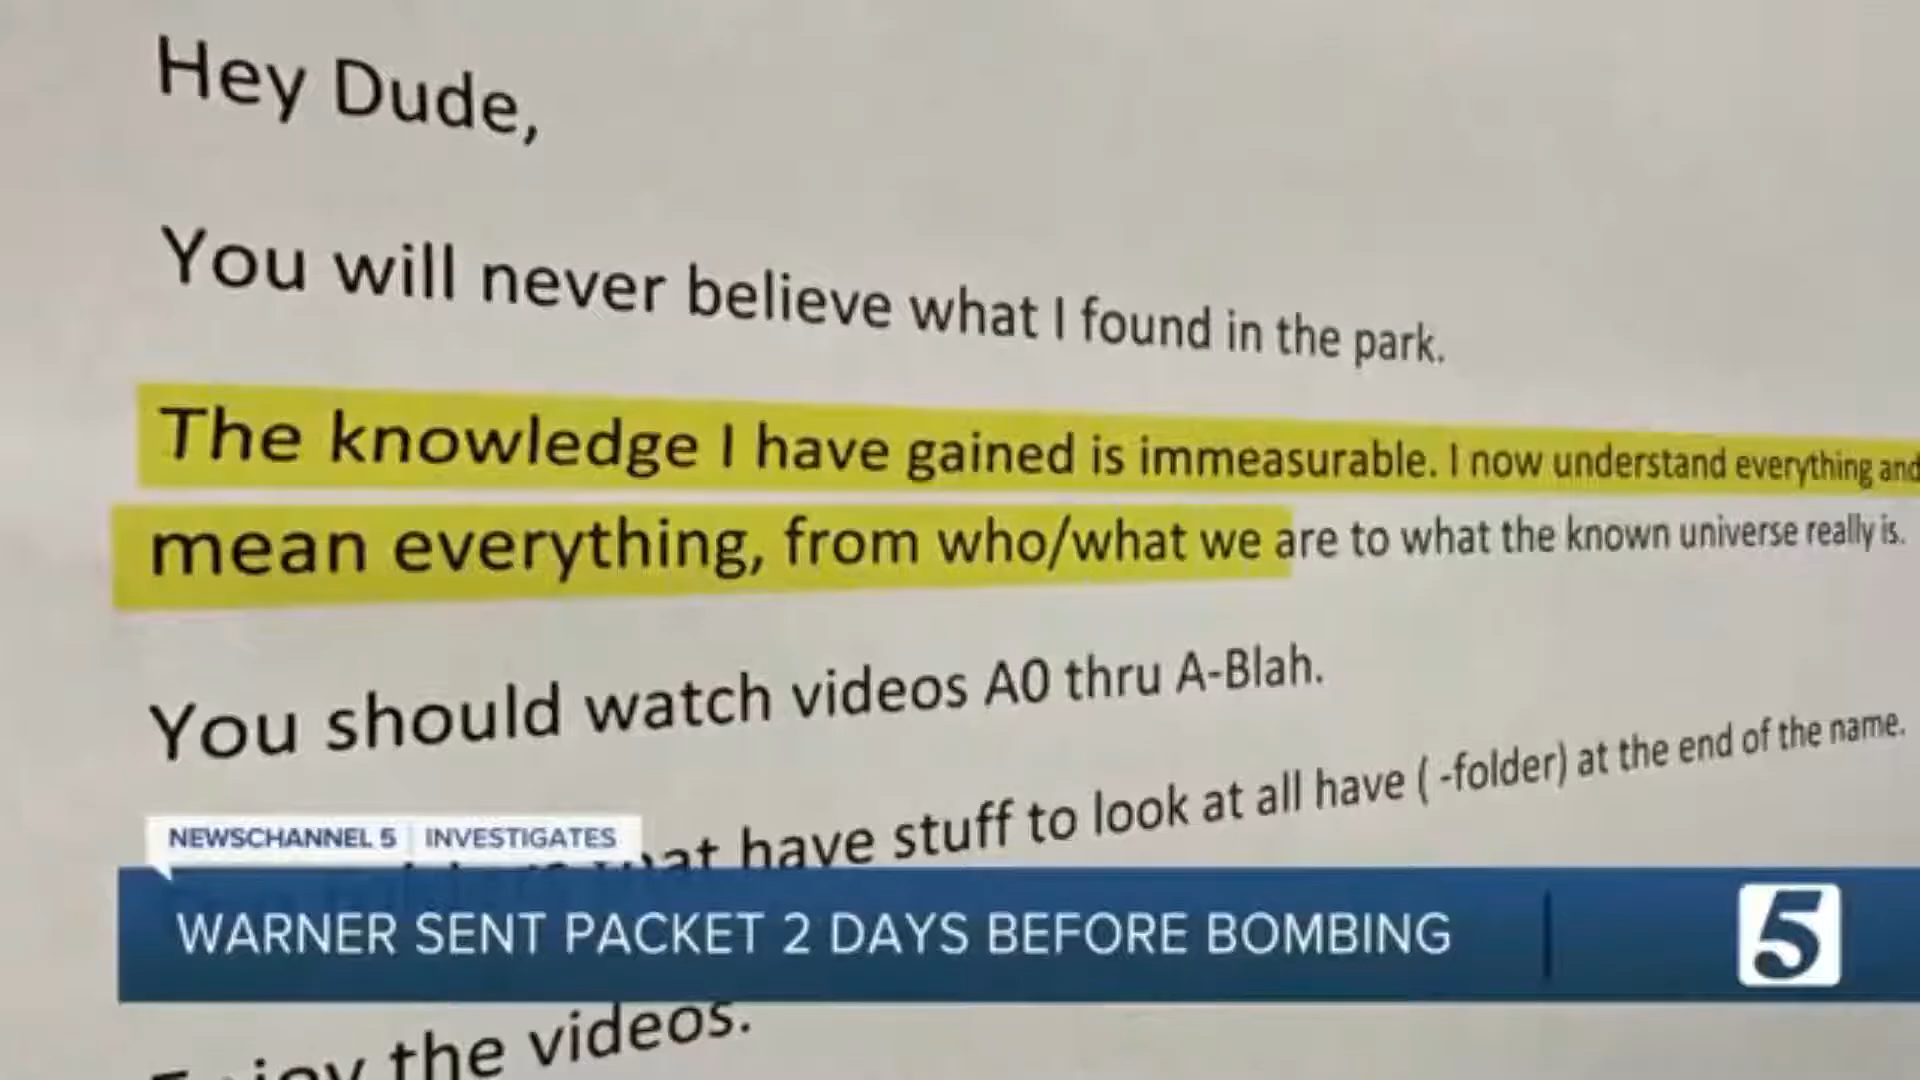 Hey Dude,
You will never believe what I found in the park.
The knowledge I have gained is immeasurable. I now understand everything and
mean everything, from who/what we are to what the known universe really is.
You should watch videos A0 thru A-Blah.
that have stuff to look at all have ( -folder) at the end of the name.
NEWSCHANNEL 5 INVESTIGATES
WARNER SENT PACKET 2 DAYS BEFORE BOMBING
5
Enjoy the videos.